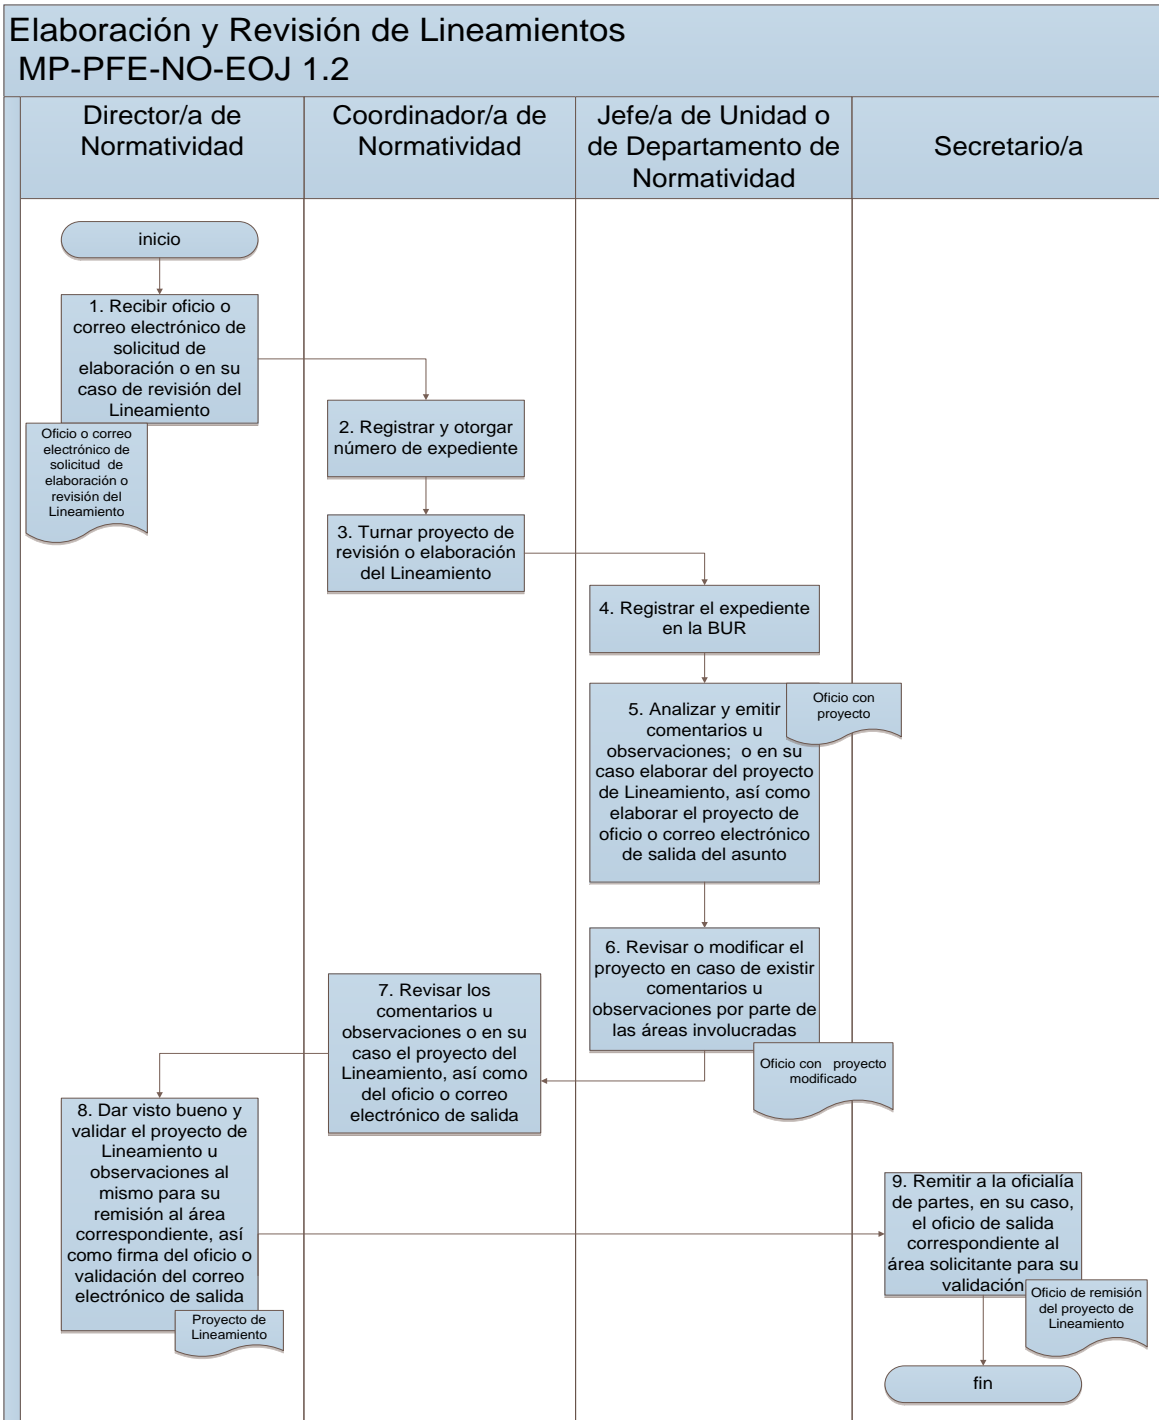 Elaboración y Revisión de Lineamientos
MP-PFE-NO-EOJ 1.2
Director/a de
Normatividad
Coordinador/a de
Normatividad
Jefe/a de Unidad o
de Departamento de
Normatividad
Secretario/a
inicio
1. Recibir oficio o
correo electrónico de
solicitud de
elaboración o en su
caso de revisión del
Lineamiento
Oficio o correo
electrónico de
solicitud de
elaboración o
revisión del
Lineamiento
2. Registrar y otorgar
número de expediente
3. Turnar proyecto de
revisión o elaboración
del Lineamiento
4. Registrar el expediente
en la BUR
5. Analizar y emitir
comentarios u
observaciones; o en su
caso elaborar del proyecto
de Lineamiento, así como
elaborar el proyecto de
oficio o correo electrónico
de salida del asunto
Oficio con
proyecto
6. Revisar o modificar el
proyecto en caso de existir
comentarios u
observaciones por parte de
las áreas involucradas
Oficio con proyecto
modificado
7. Revisar los
comentarios u
observaciones o en su
caso el proyecto del
Lineamiento, así como
del oficio o correo
electrónico de salida
8. Dar visto bueno y
validar el proyecto de
Lineamiento u
observaciones al
mismo para su
remisión al área
correspondiente, así
como firma del oficio o
validación del correo
electrónico de salida
Proyecto de
Lineamiento
9. Remitir a la oficialía
de partes, en su caso,
el oficio de salida
correspondiente al
área solicitante para su
validación
Oficio de remisión
del proyecto de
Lineamiento
fin